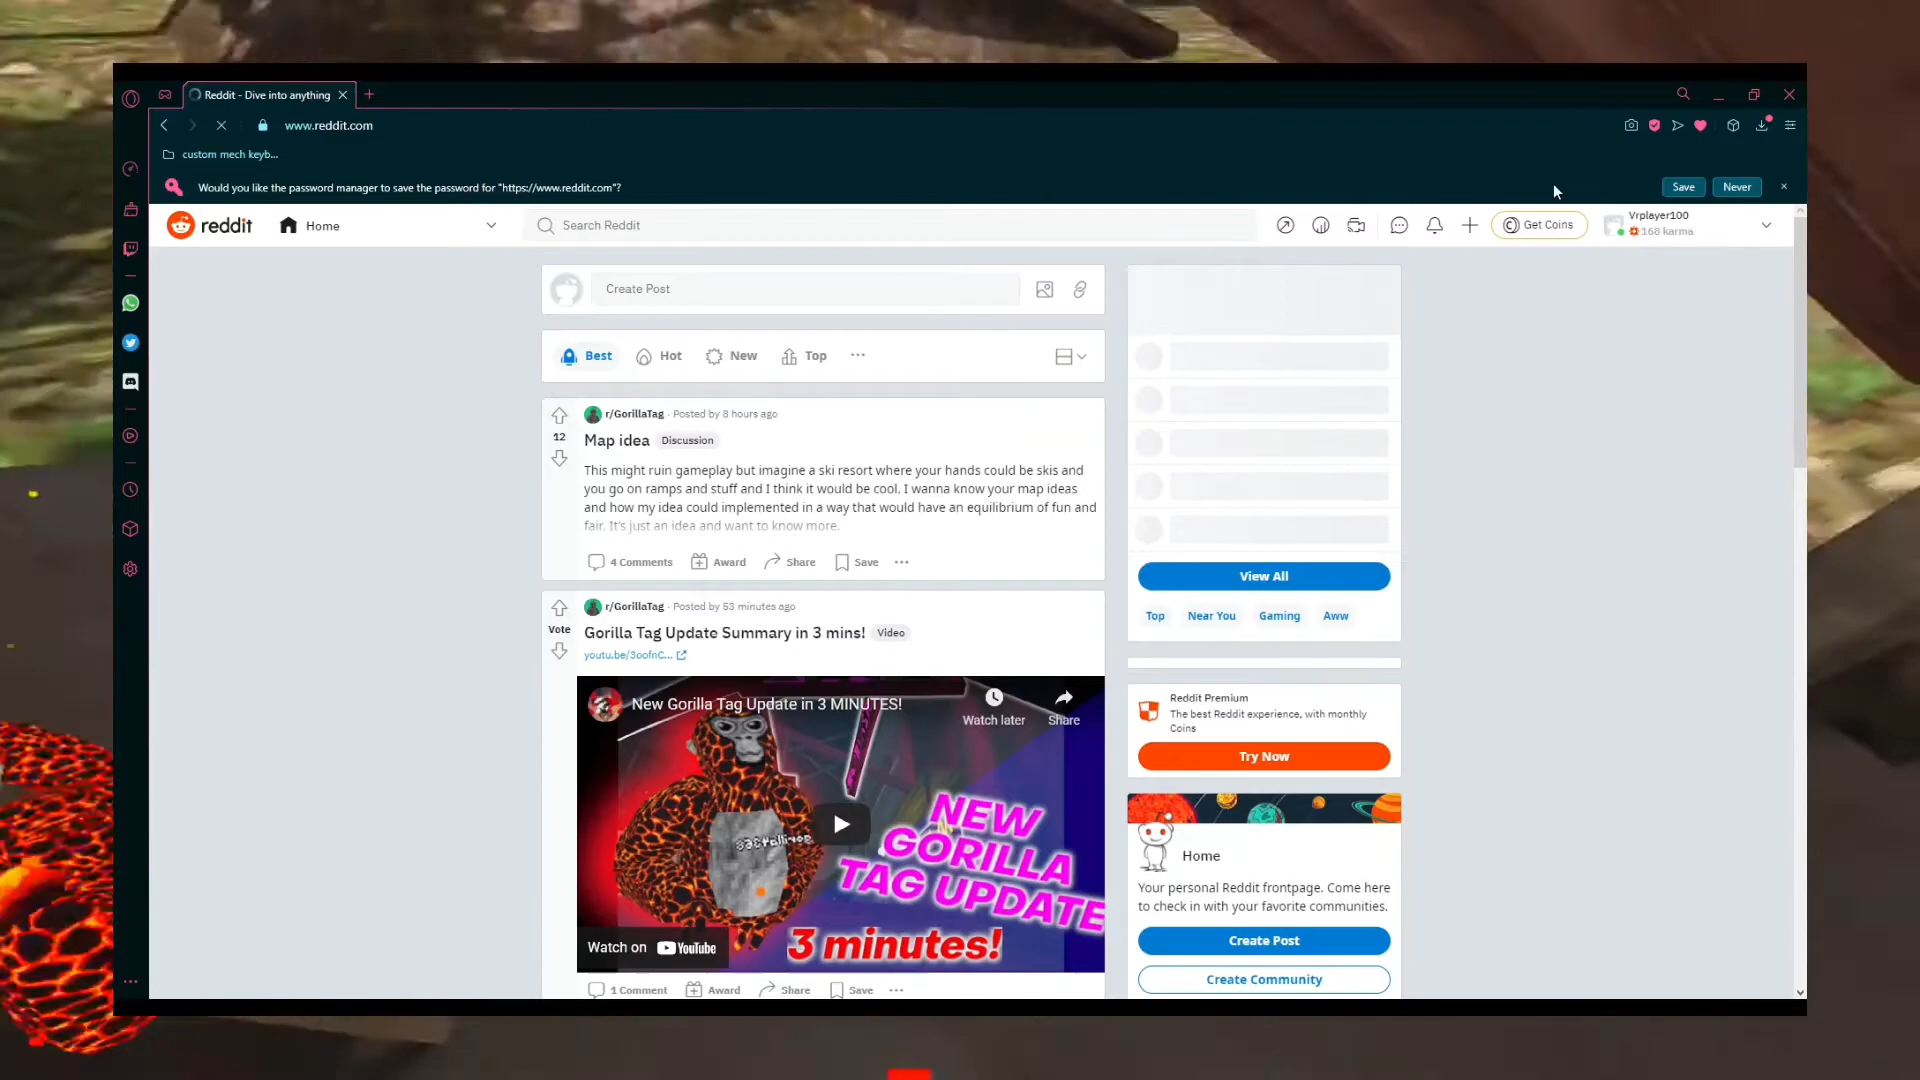 Reddit - Dive into anything
www.reddit.com
custom mech keyb...
Would you like the password manager to save the password for "https://www.reddit.com"?
Save
Never
reddit
Home
Search Reddit
Get Coins
Vrplayer100
168 karma
Create Post
Best
Hot
New
Top
r/GorillaTag · Posted by 8 hours ago
12
Map idea
Discussion
This might ruin gameplay but imagine a ski resort where your hands could be skis and
you go on ramps and stuff and I think it would be cool. I wanna know your map ideas
and how my idea could implemented in a way that would have an equilibrium of fun and
fair. It's just an idea and want to know more.
4 Comments
Award
Share
Save
r/GorillaTag · Posted by 53 minutes ago
Vote
Gorilla Tag Update Summary in 3 mins!
Video
youtu.be/3oofnC...
New Gorilla Tag Update in 3 MINUTES!
Watch later
Share
NEW
GORILLA
TAG UPDATE
3 minutes!
Watch on YouTube
1 Comment
Award
Share
Save
View All
Top
Near You
Gaming
Aww
Reddit Premium
The best Reddit experience, with monthly
Coins
Try Now
Home
Your personal Reddit frontpage. Come here
to check in with your favorite communities.
Create Post
Create Community